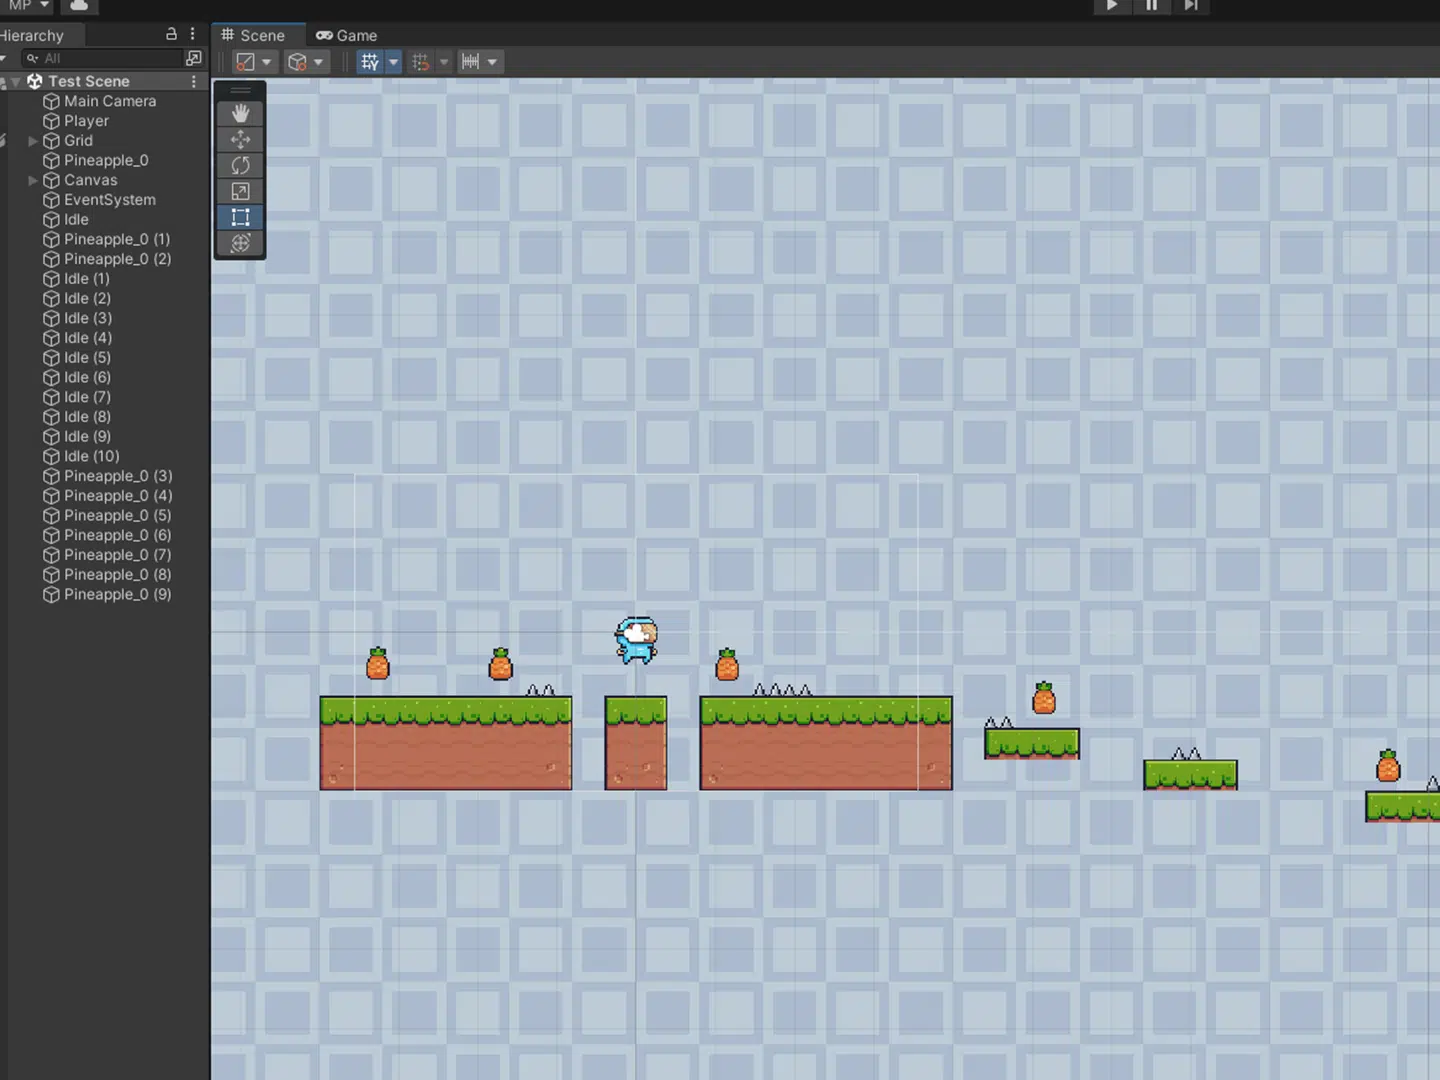 MP
Hierarchy
Scene
Game
All
Test Scene
Main Camera
Player
Grid
Pineapple_0
Canvas
EventSystem
Idle
Pineapple_0 (1)
Pineapple_0 (2)
Idle (1)
Idle (2)
Idle (3)
Idle (4)
Idle (5)
Idle (6)
Idle (7)
Idle (8)
Idle (9)
Idle (10)
Pineapple_0 (3)
Pineapple_0 (4)
Pineapple_0 (5)
Pineapple_0 (6)
Pineapple_0 (7)
Pineapple_0 (8)
Pineapple_0 (9)